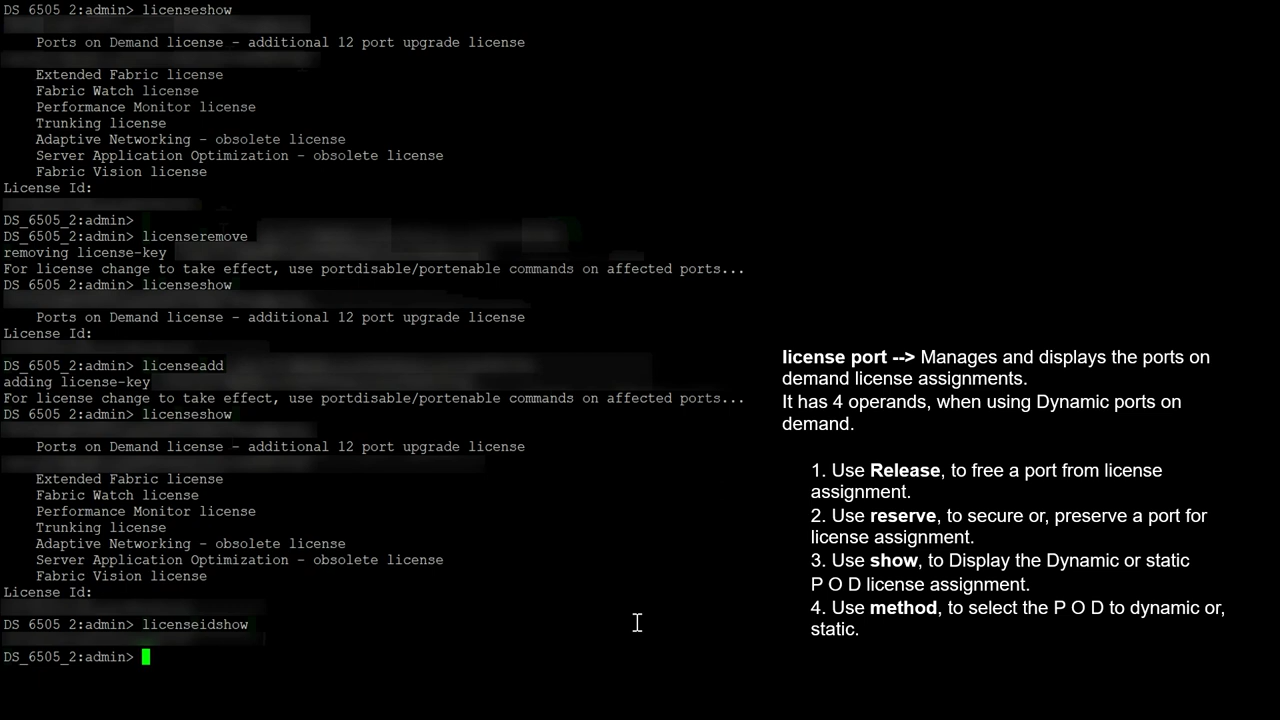 DS 6505 2:admin> licenseshow
Ports on Demand license - additional 12 port upgrade license
Extended Fabric license
Fabric Watch license
Performance Monitor license
Trunking license
Adaptive Networking - obsolete license
Server Application Optimization - obsolete license
Fabric Vision license
License Id:
DS_6505_2:admin>
DS_6505_2:admin> licenseremove
removing license-key
For license change to take effect, use portdisable/portenable commands on affected ports...
DS_6505_2:admin> licenseshow
Ports on Demand license - additional 12 port upgrade license
License Id:
DS_6505_2:admin> licenseadd
adding license-key
For license change to take effect, use portdisable/portenable commands on affected ports...
DS_6505_2:admin> licenseshow
Ports on Demand license - additional 12 port upgrade license
Extended Fabric license
Fabric Watch license
Performance Monitor license
Trunking license
Adaptive Networking - obsolete license
Server Application Optimization - obsolete license
Fabric Vision license
License Id:
DS 6505 2:admin> licenseidshow
DS_6505_2:admin>
license port --> Manages and displays the ports on
demand license assignments.
It has 4 operands, when using Dynamic ports on
demand.
1. Use Release, to free a port from license
assignment.
2. Use reserve, to secure or, preserve a port for
license assignment.
3. Use show, to Display the Dynamic or static
P O D license assignment.
4. Use method, to select the P O D to dynamic or,
static.